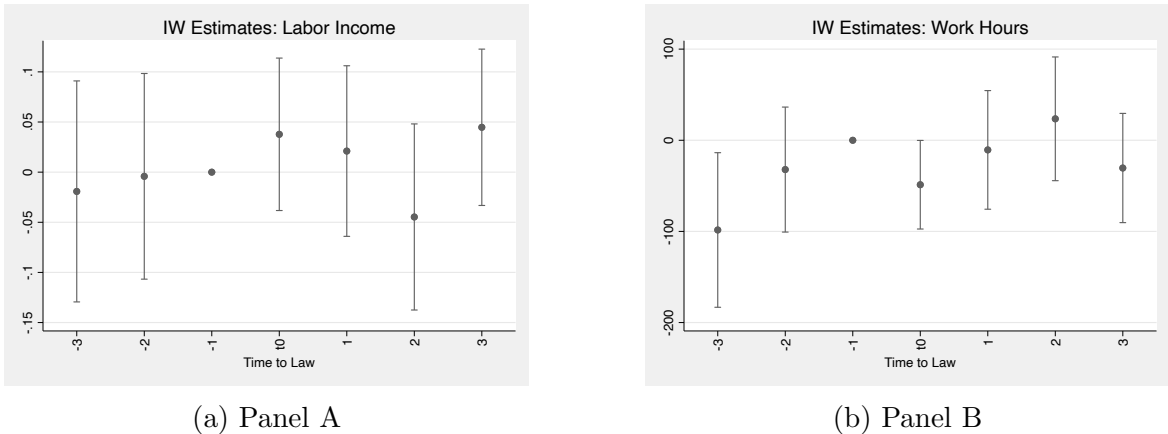 IW Estimates: Labor Income
.1
.05
0
-.05
-.1
-.15
-3
-2
-1
t0
1
2
3
Time to Law
(a) Panel A
IW Estimates: Work Hours
100
0
-100
-200
-3
-2
-1
t0
1
2
3
Time to Law
(b) Panel B